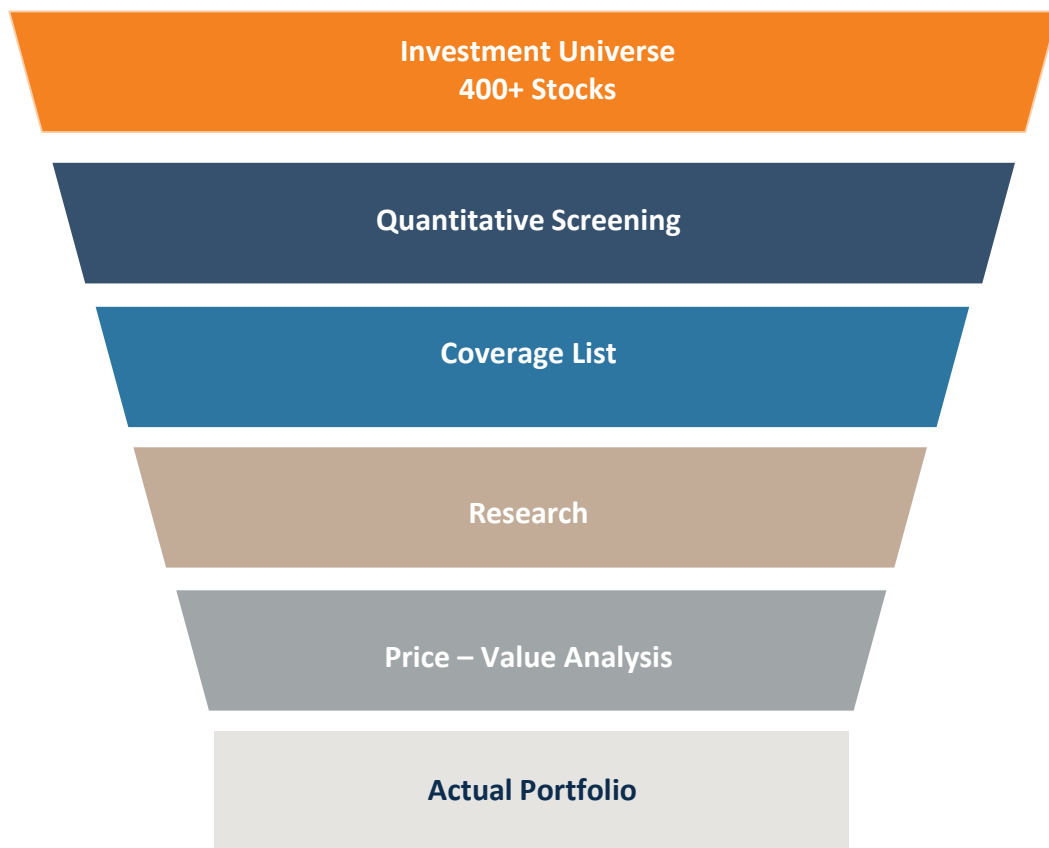 Investment Universe
400+ Stocks
Quantitative Screening
Coverage List
Research
Price – Value Analysis
Actual Portfolio